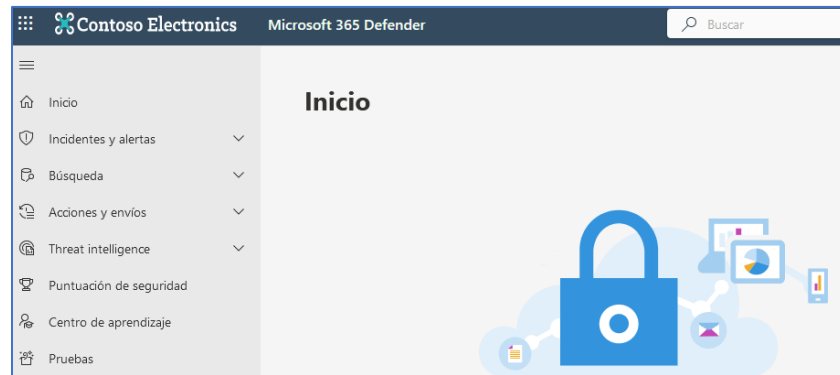 Contoso Electronics Microsoft 365 Defender Buscar
Inicio
Inicio
Incidentes y alertas
Búsqueda
Acciones y envíos
Threat intelligence
Puntuación de seguridad
Centro de aprendizaje
Pruebas